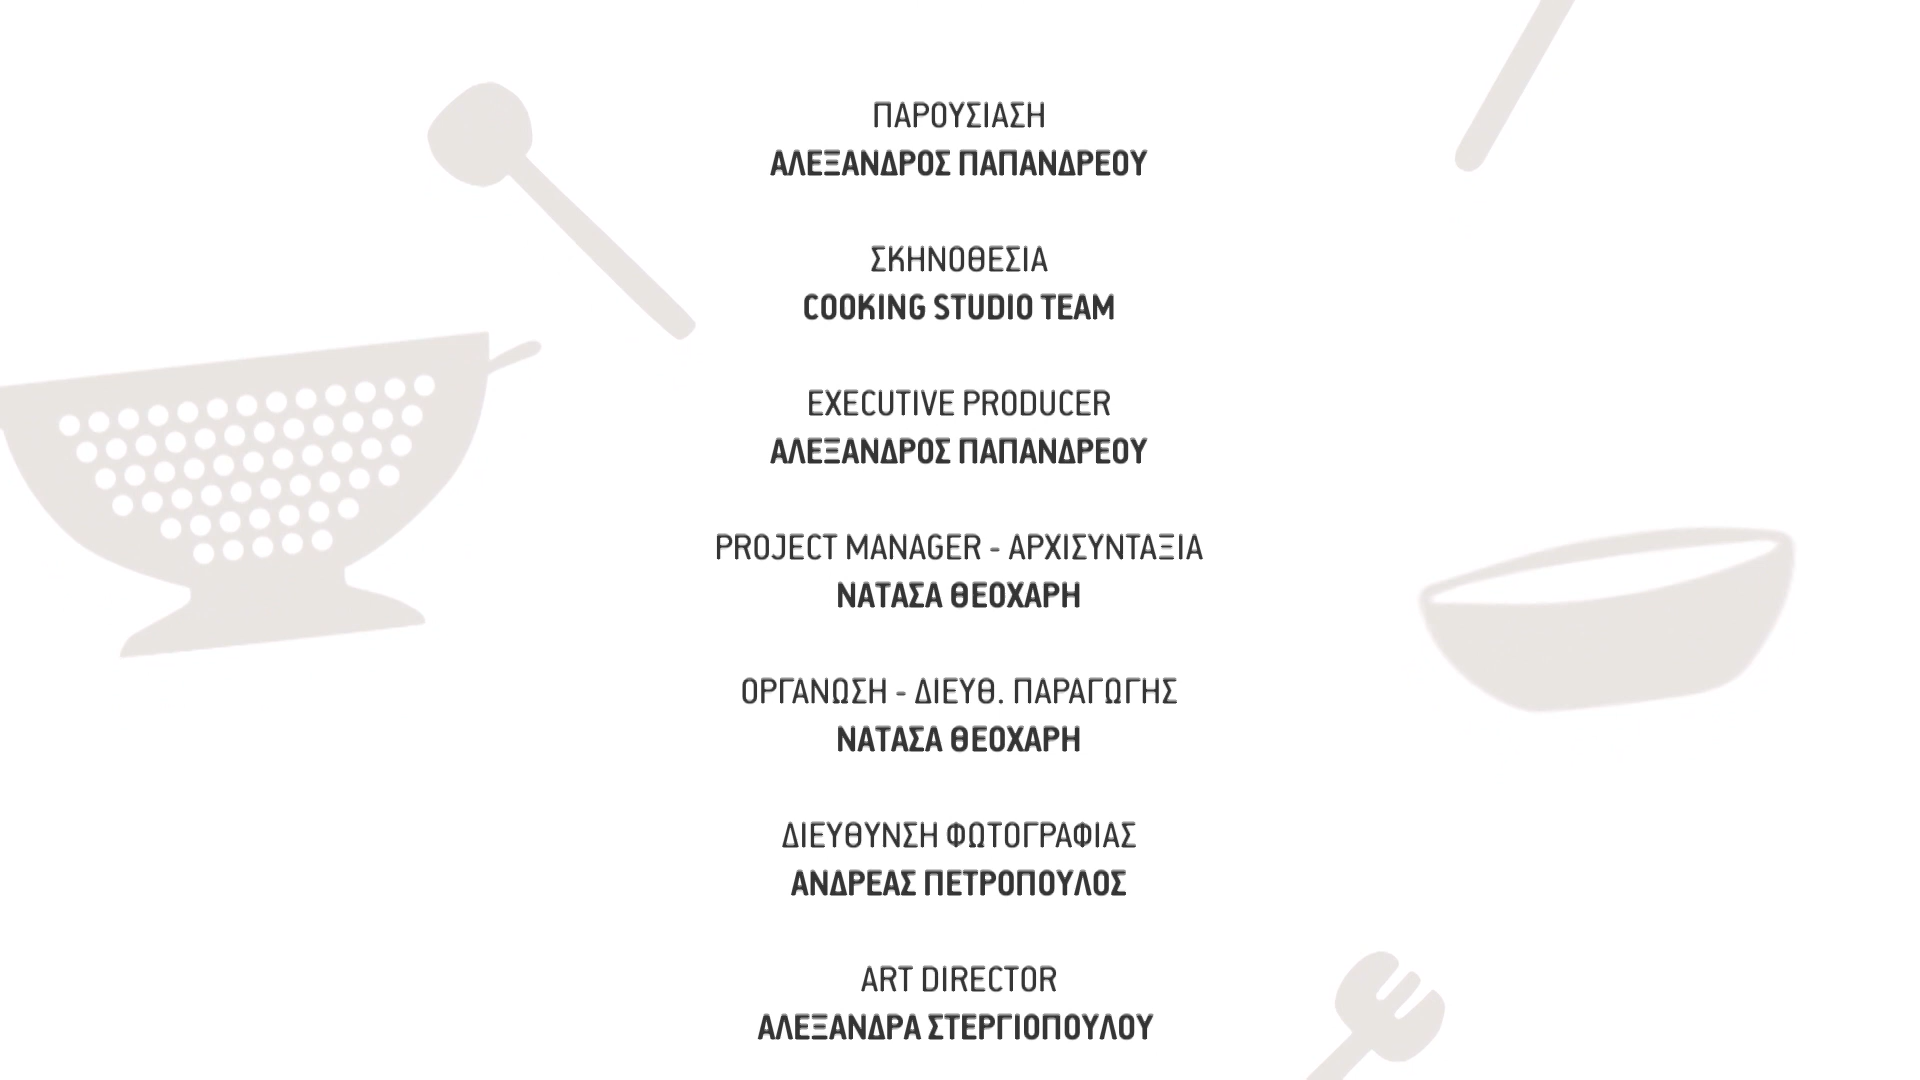 ΠΑΡΟΥΣΙΑΣΗ
ΑΛΕΞΑΝΔΡΟΣ ΠΑΠΑΝΔΡΕΟΥ
ΣΚΗΝΟΘΕΣΙΑ
COOKING STUDIO TEAM
EXECUTIVE PRODUCER
ΑΛΕΞΑΝΔΡΟΣ ΠΑΠΑΝΔΡΕΟΥ
PROJECT MANAGER - ΑΡΧΙΣΥΝΤΑΞΙΑ
ΝΑΤΑΣΑ ΘΕΟΧΑΡΗ
ΟΡΓΑΝΩΣΗ - ΔΙΕΥΘ. ΠΑΡΑΓΩΓΗΣ
ΝΑΤΑΣΑ ΘΕΟΧΑΡΗ
ΔΙΕΥΘΥΝΣΗ ΦΩΤΟΓΡΑΦΙΑΣ
ΑΝΔΡΕΑΣ ΠΕΤΡΟΠΟΥΛΟΣ
ART DIRECTOR
ΑΛΕΞΑΝΔΡΑ ΣΤΕΡΓΙΟΠΟΥΛΟΥ